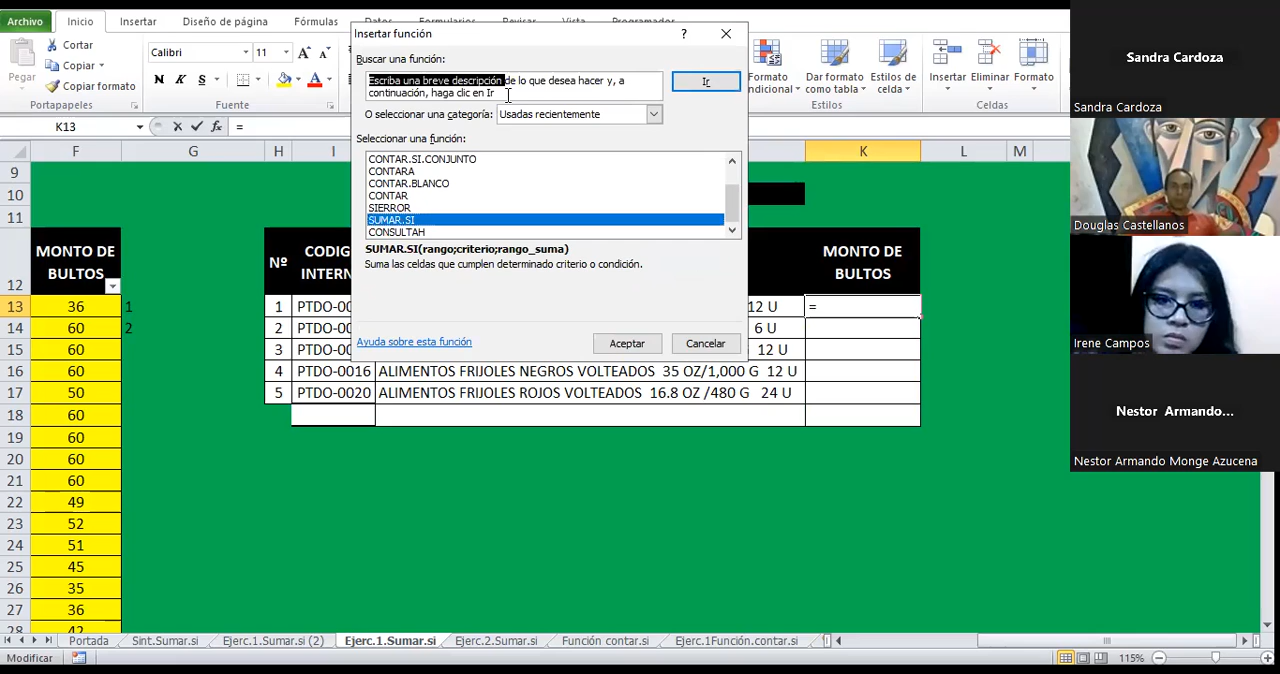 Archivo Inicio Insertar Diseño de página Fórmulas Datos Formularios Revisar Vista Programador
Insertar función
?
Buscar una función:
Escriba una breve descripción de lo que desea hacer y, a
continuación, haga clic en Ir
Ir
O seleccionar una categoría: Usadas recientemente
Seleccionar una función:
CONTAR.SI.CONJUNTO
CONTARA
CONTAR.BLANCO
CONTAR
SIERROR
SUMAR.SI
CONSULTAH
SUMAR.SI(rango;criterio;rango_suma)
Suma las celdas que cumplen determinado criterio o condición.
Ayuda sobre esta función
Aceptar
Cancelar
Pegar
Cortar
Copiar
Copiar formato
Portapapeles
Calibri 11
N K S
Fuente
Formato condicional
Dar formato como tabla
Estilos de celda
Estilos
Insertar Eliminar Formato
Celdas
K13 fx =
F G H I K L M
9
10
11
12 MONTO DE BULTOS Nº CODIG INTERN MONTO DE BULTOS
13 36 1 1 PTDO-00 12 U =
14 60 2 2 PTDO-00 6 U
15 60 3 PTDO-00 12 U
16 60 4 PTDO-0016 ALIMENTOS FRIJOLES NEGROS VOLTEADOS 35 OZ/1,000 G 12 U
17 50 5 PTDO-0020 ALIMENTOS FRIJOLES ROJOS VOLTEADOS 16.8 OZ /480 G 24 U
18 60
19 60
20 60
21 60
22 49
23 52
24 51
25 45
26 35
27 36
28 42
Portada Sint.Sumar.si Ejerc.1.Sumar.si (2) Ejerc.1.Sumar.si Ejerc.2.Sumar.si Función contar.si Ejerc.1Función.contar.si
Modificar
115%
Sandra Cardoza
Sandra Cardoza
Douglas Castellanos
Irene Campos
Nestor Armando...
Nestor Armando Monge Azucena